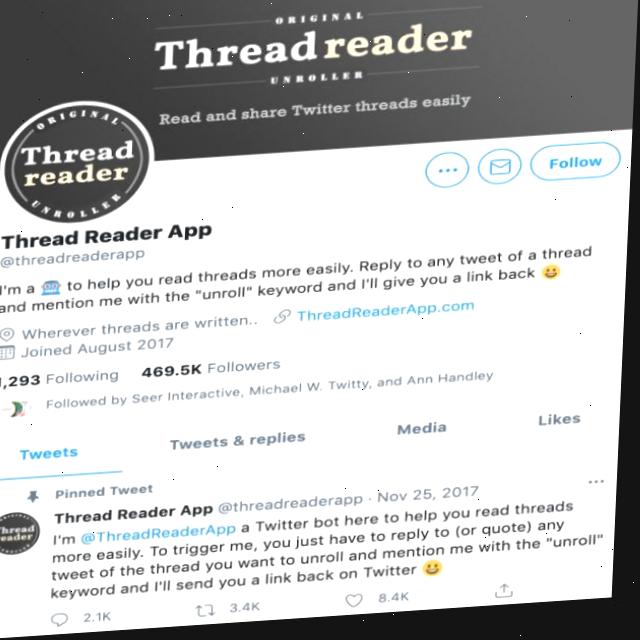 ORIGINAL
Thread reader
UNROLLER
Read and share Twitter threads easily
ORIGINAL
Thread
reader
UNROLLER
Follow
Thread Reader App
@threadreaderapp
I'm a 🤖 to help you read threads more easily. Reply to any tweet of a thread
and mention me with the "unroll" keyword and I'll give you a link back 😀
Wherever threads are written.. ThreadReaderApp.com
Joined August 2017
1,293 Following 469.5K Followers
Followed by Seer Interactive, Michael W. Twitty, and Ann Handley
Tweets Tweets & replies Media Likes
Pinned Tweet
Thread Reader App @threadreaderapp · Nov 25, 2017
Thread
reader
I'm @ThreadReaderApp a Twitter bot here to help you read threads
more easily. To trigger me, you just have to reply to (or quote) any
tweet of the thread you want to unroll and mention me with the "unroll"
keyword and I'll send you a link back on Twitter 😀
2.1K 3.4K 8.4K